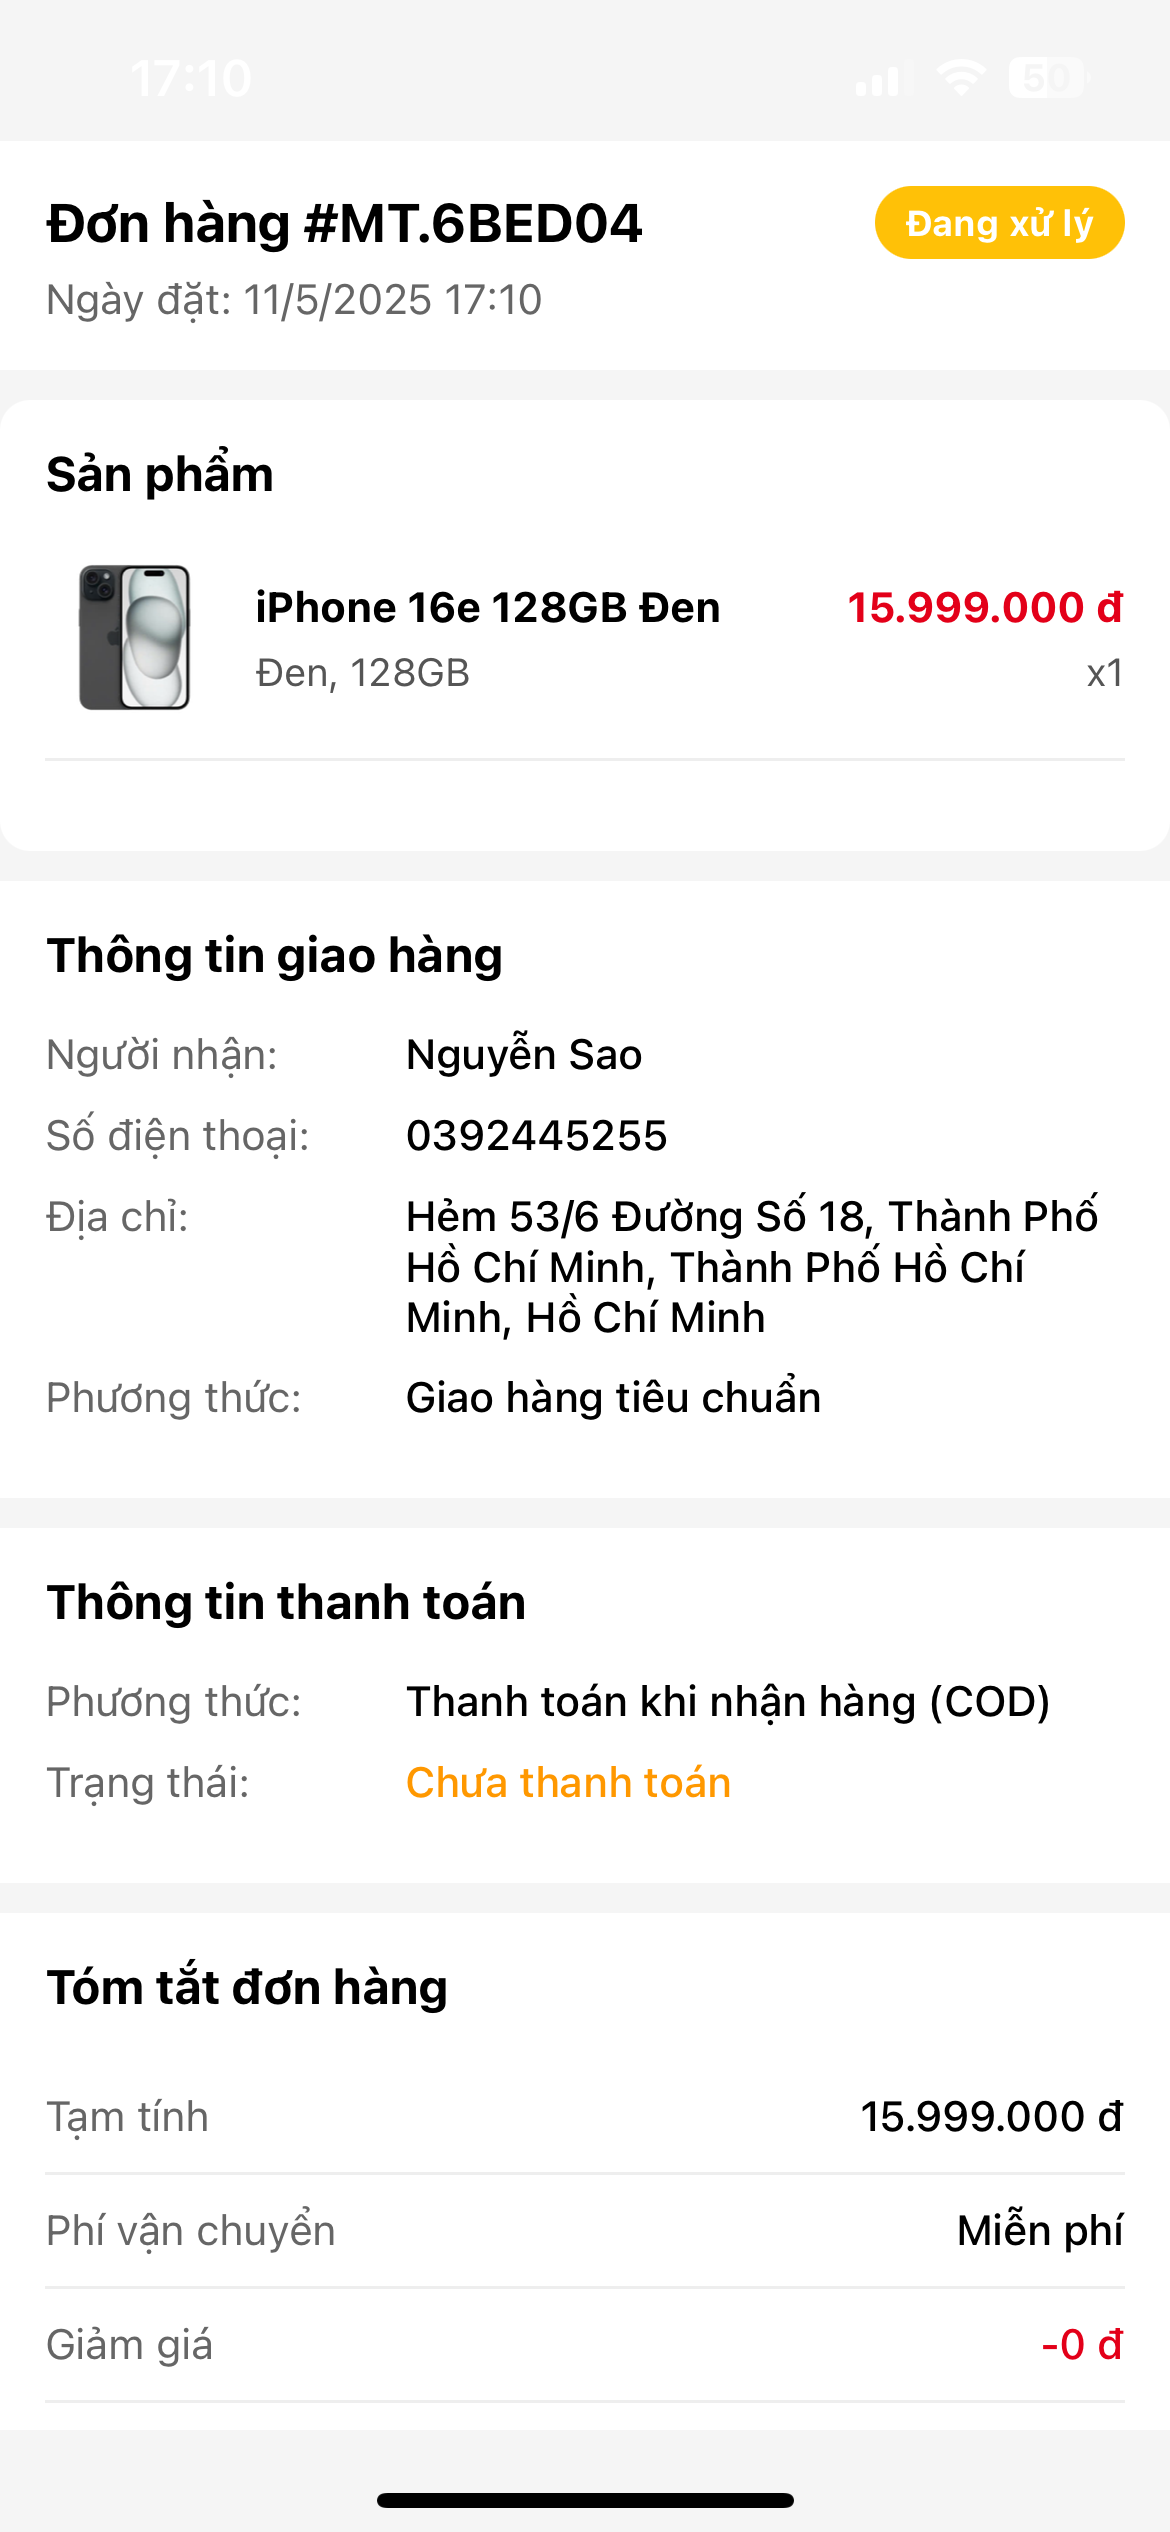 17:10
50
Đơn hàng #MT.6BED04
Đang xử lý
Ngày đặt: 11/5/2025 17:10
Sản phẩm
iPhone 16e 128GB Đen
15.999.000 đ
Đen, 128GB
x1
Thông tin giao hàng
Người nhận: Nguyễn Sao
Số điện thoại: 0392445255
Địa chỉ: Hẻm 53/6 Đường Số 18, Thành Phố
Hồ Chí Minh, Thành Phố Hồ Chí
Minh, Hồ Chí Minh
Phương thức: Giao hàng tiêu chuẩn
Thông tin thanh toán
Phương thức: Thanh toán khi nhận hàng (COD)
Trạng thái: Chưa thanh toán
Tóm tắt đơn hàng
Tạm tính 15.999.000 đ
Phí vận chuyển Miễn phí
Giảm giá -0 đ